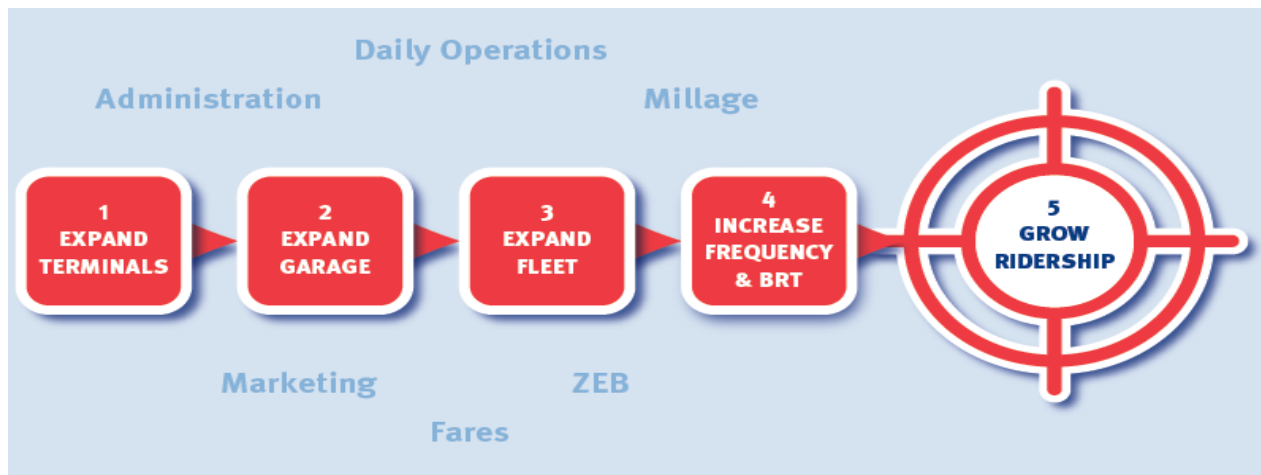 Daily Operations
Administration
Millage
1
EXPAND
TERMINALS
2
EXPAND
GARAGE
3
EXPAND
FLEET
4
INCREASE
FREQUENCY
& BRT
5
GROW
RIDERSHIP
Marketing
ZEB
Fares